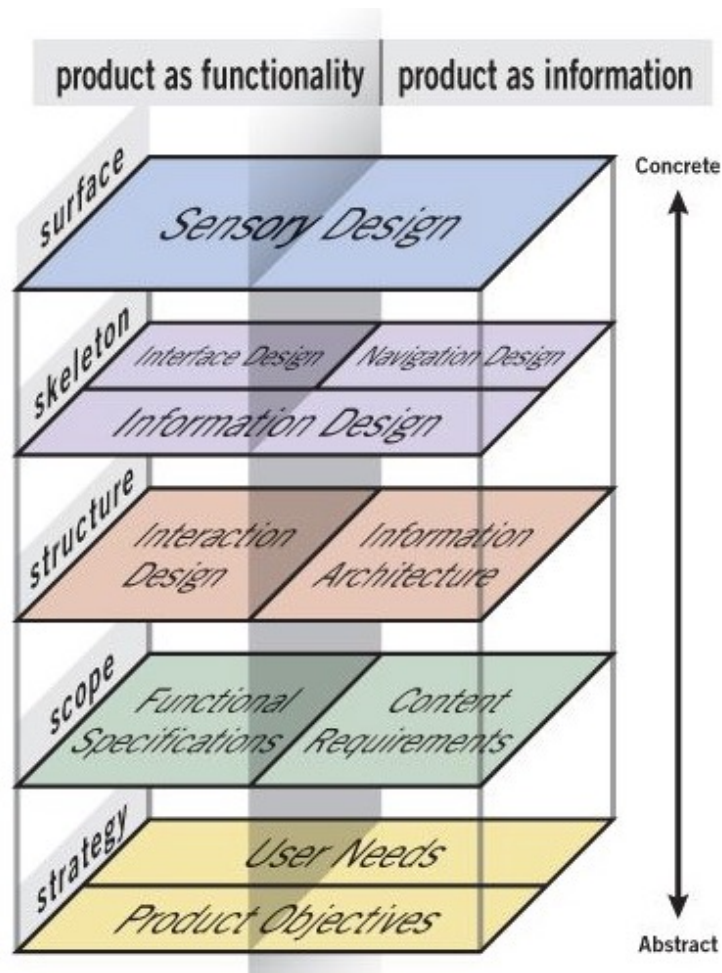 product as functionality
product as information
Concrete
surface
Sensory Design
skeleton
Interface Design
Navigation Design
Information Design
structure
Interaction
Design
Information
Architecture
scope
Functional
Specifications
Content
Requirements
strategy
User Needs
Product Objectives
Abstract